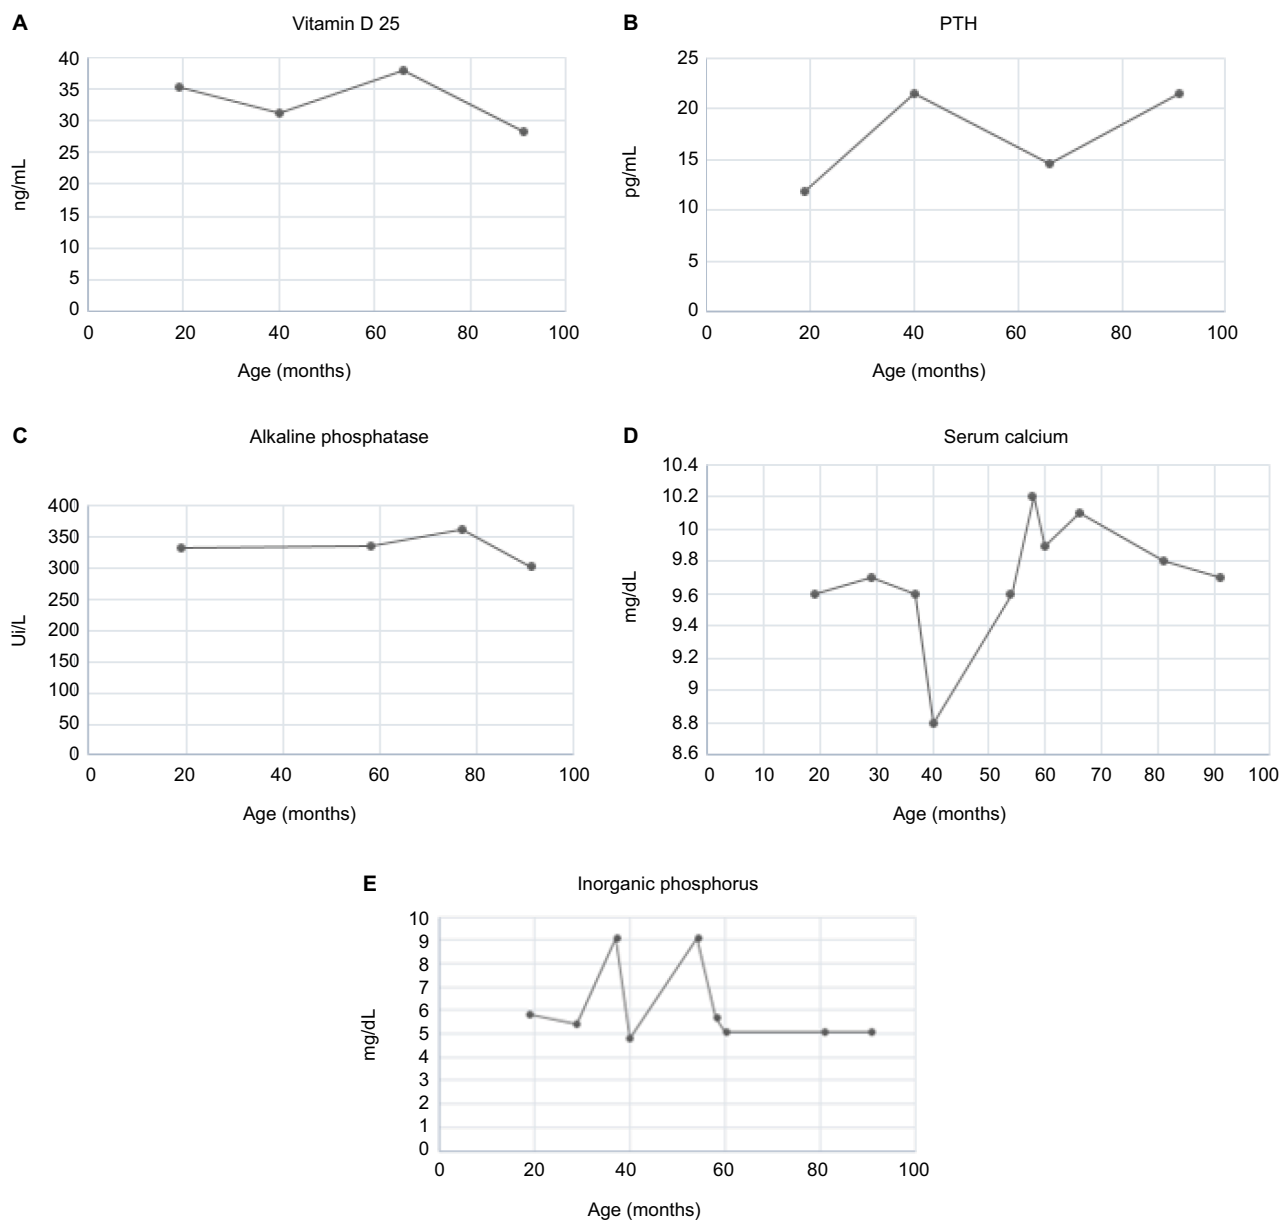 A
Vitamin D 25
40
35
30
25
20
15
10
5
0
ng/mL
0 20 40 60 80 100
Age (months)
B
PTH
25
20
15
10
5
0
pg/mL
0 20 40 60 80 100
Age (months)
C
Alkaline phosphatase
400
350
300
250
200
150
100
50
0
Ui/L
0 20 40 60 80 100
Age (months)
D
Serum calcium
10.4
10.2
10
9.8
9.6
9.4
9.2
9
8.8
8.6
mg/dL
0 10 20 30 40 50 60 70 80 90 100
Age (months)
E
Inorganic phosphorus
10
9
8
7
6
5
4
3
2
1
0
mg/dL
0 20 40 60 80 100
Age (months)